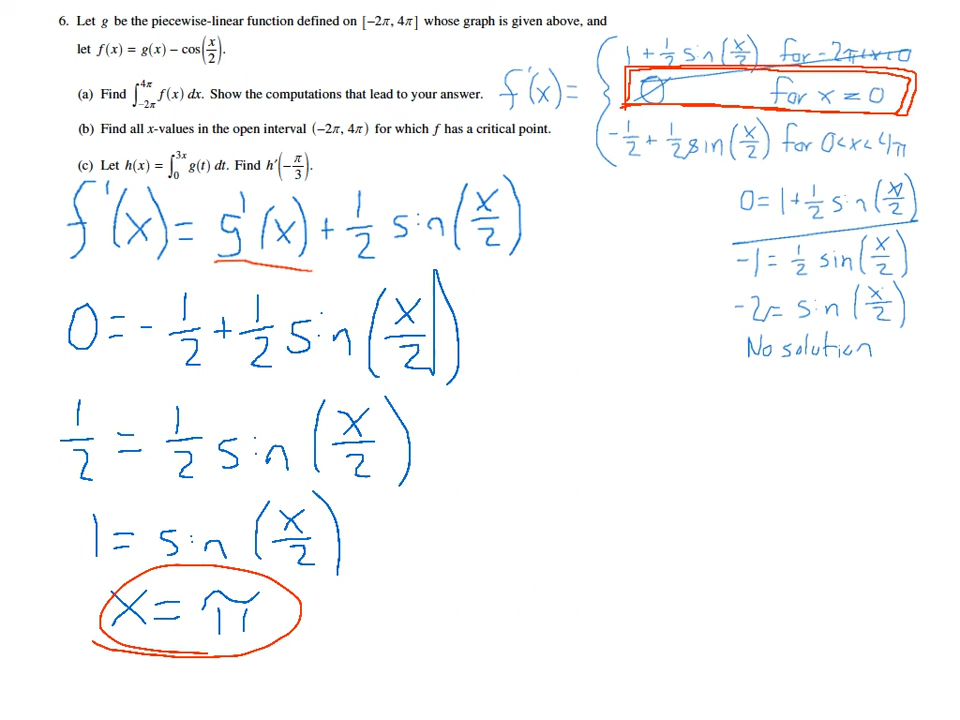 6. Let g be the piecewise-linear function defined on [−2π, 4π] whose graph is given above, and
let f(x) = g(x) − cos(x/2).
(a) Find ∫_{−2π}^{4π} f(x) dx. Show the computations that lead to your answer.
(b) Find all x-values in the open interval (−2π, 4π) for which f has a critical point.
(c) Let h(x) = ∫_0^{3x} g(t) dt. Find h′(−π/3).
f'(x) = {
1 + 1/2 sin(x/2) for -2π<x<0
0 for x = 0
-1/2 + 1/2 sin(x/2) for 0<x<4π
0 = 1 + 1/2 sin(x/2)
-1 = 1/2 sin(x/2)
-2 = sin(x/2)
No solution
f'(x) = g'(x) + 1/2 sin(x/2)
0 = - 1/2 + 1/2 sin(x/2)
1/2 = 1/2 sin(x/2)
1 = sin(x/2)
x = π